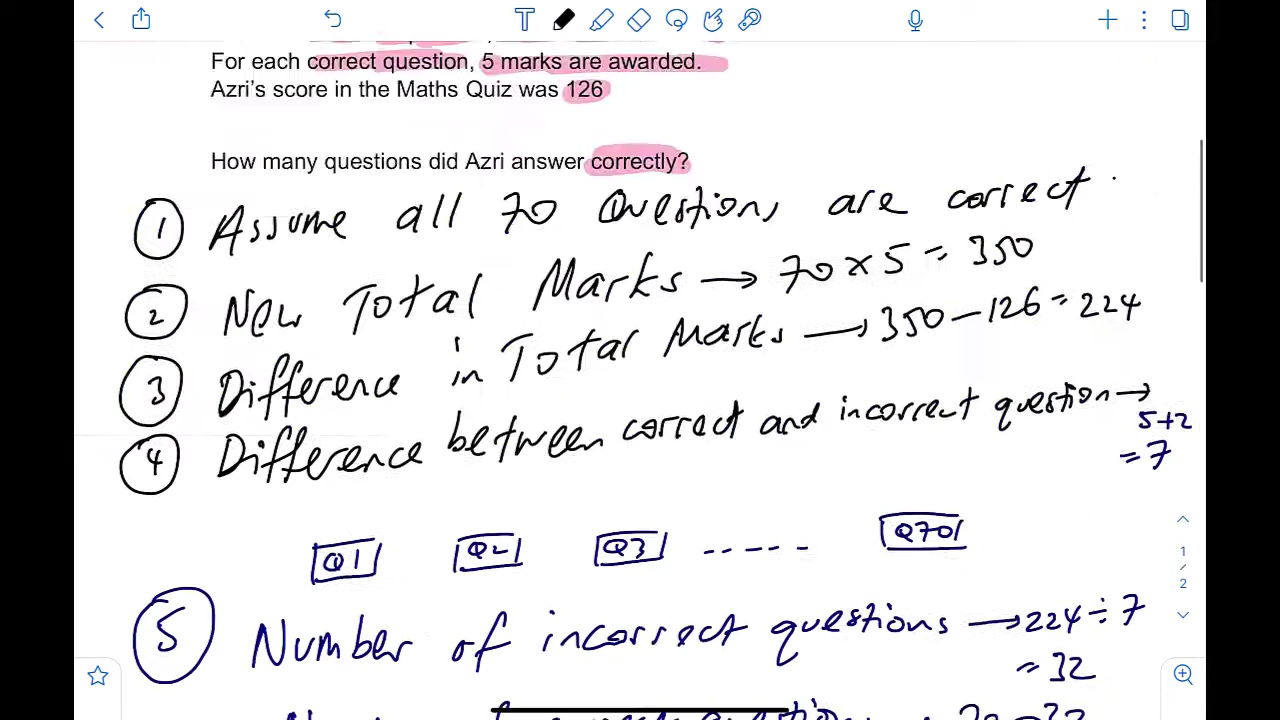 For each correct question, 5 marks are awarded.
Azri's score in the Maths Quiz was 126
How many questions did Azri answer correctly?
1 Assume all 70 Questions are correct.
2 New Total Marks → 70 × 5 = 350
3 Difference in Total Marks → 350 - 126 = 224
4 Difference between correct and incorrect question →
5+2
= 7
Q1 Q2 Q3 ----- Q70
5 Number of incorrect questions → 224 ÷ 7
= 32
1
/
2